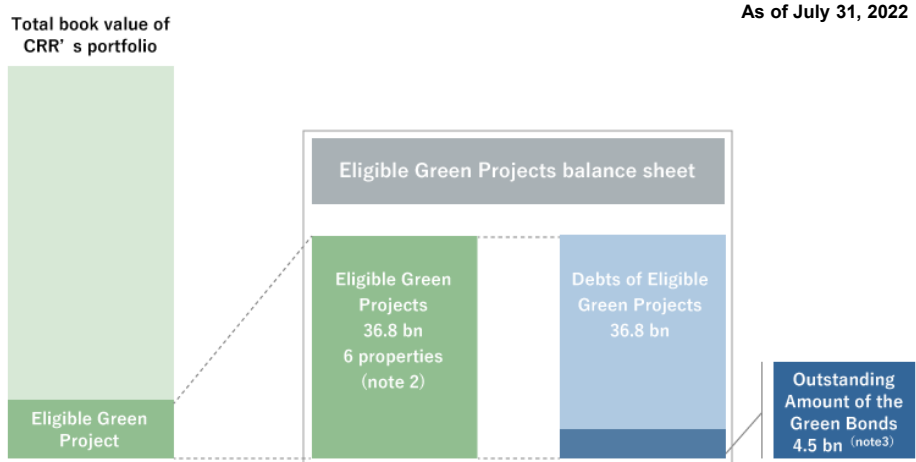 As of July 31, 2022
Total book value of
CRR’s portfolio
Eligible Green Projects balance sheet
Eligible Green
Projects
36.8 bn
6 properties
(note 2)
Debts of Eligible
Green Projects
36.8 bn
Eligible Green
Project
Outstanding
Amount of the
Green Bonds
4.5 bn (note3)